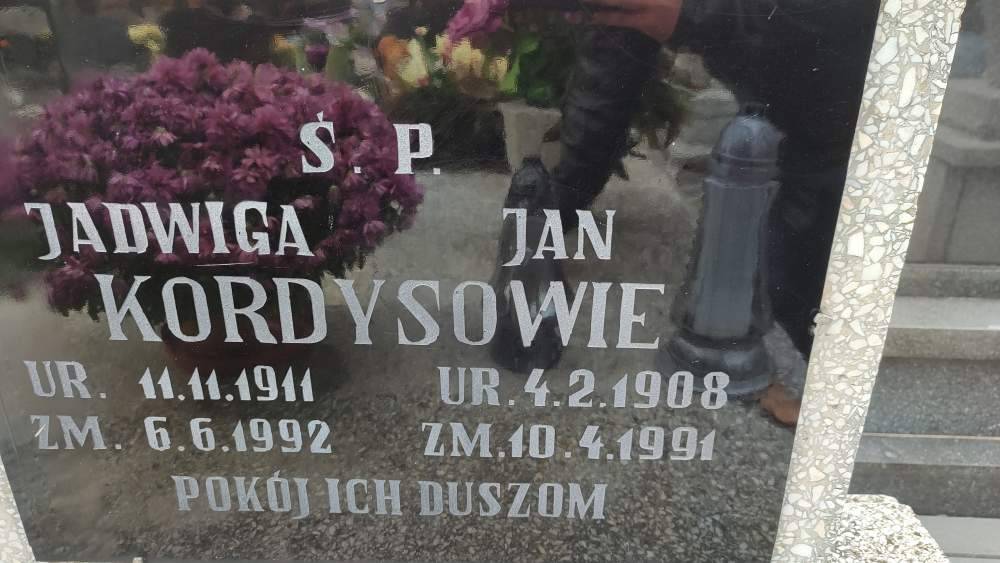 Ś. P.
JADWIGA JAN
KORDYSOWIE
UR. 11.11.1911 UR. 4.2.1908
ZM. 6.6.1992 ZM. 10.4.1991
POKÓJ ICH DUSZOM